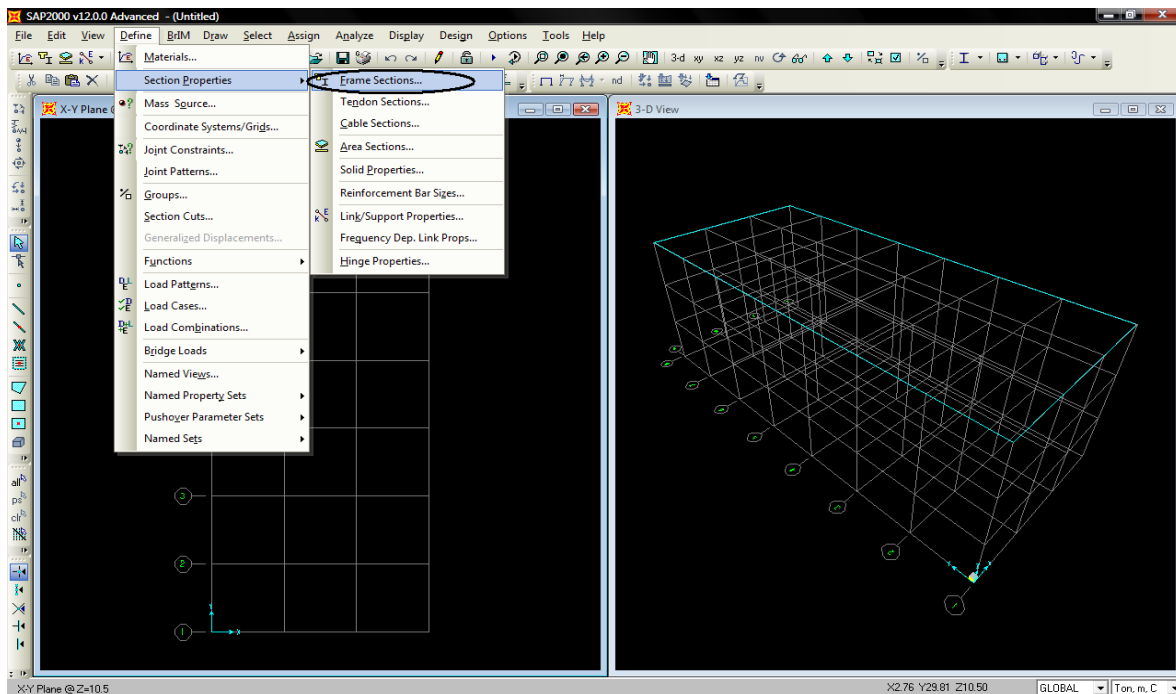 SAP2000 v12.0.0 Advanced - (Untitled)
File Edit View Define BrIM Draw Select Assign Analyze Display Design Options Tools Help
3-d xy xz yz nv
nd
Materials...
Section Properties
Mass Source...
Coordinate Systems/Grids...
Joint Constraints...
Joint Patterns...
Groups...
Section Cuts...
Generalized Displacements...
Functions
Load Patterns...
Load Cases...
Load Combinations...
Bridge Loads
Named Views...
Named Property Sets
Pushover Parameter Sets
Named Sets
Frame Sections...
Tendon Sections...
Cable Sections...
Area Sections...
Solid Properties...
Reinforcement Bar Sizes...
Link/Support Properties...
Frequency Dep. Link Props...
Hinge Properties...
X-Y Plane
3-D View
all
ps
clr
3
2
1
X-Y Plane @ Z=10.5
X2.76 Y29.81 Z10.50
GLOBAL
Ton, m, C